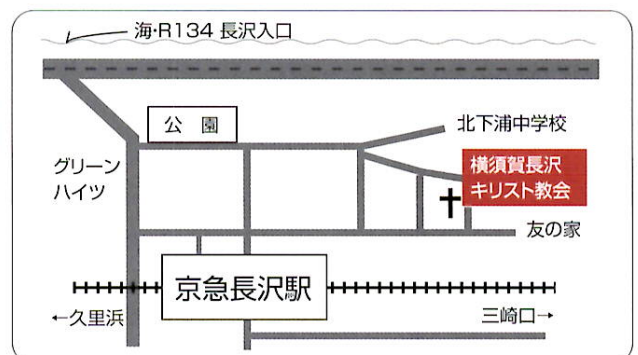 海・R134 長沢入口
公園
北下浦中学校
グリーン
ハイツ
横須賀長沢
キリスト教会
友の家
京急長沢駅
←久里浜
三崎口→